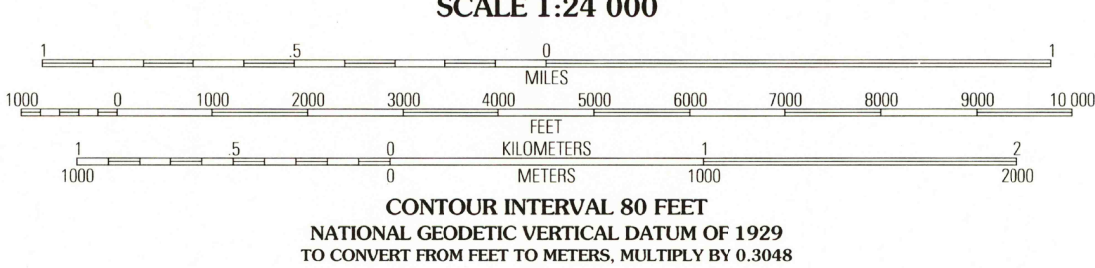 SCALE 1:24 000
1 .5 0 1
MILES
1000 0 1000 2000 3000 4000 5000 6000 7000 8000 9000 10 000
FEET
1 .5 0 KILOMETERS 1 2
1000 0 METERS 1000 2000
CONTOUR INTERVAL 80 FEET
NATIONAL GEODETIC VERTICAL DATUM OF 1929
TO CONVERT FROM FEET TO METERS, MULTIPLY BY 0.3048